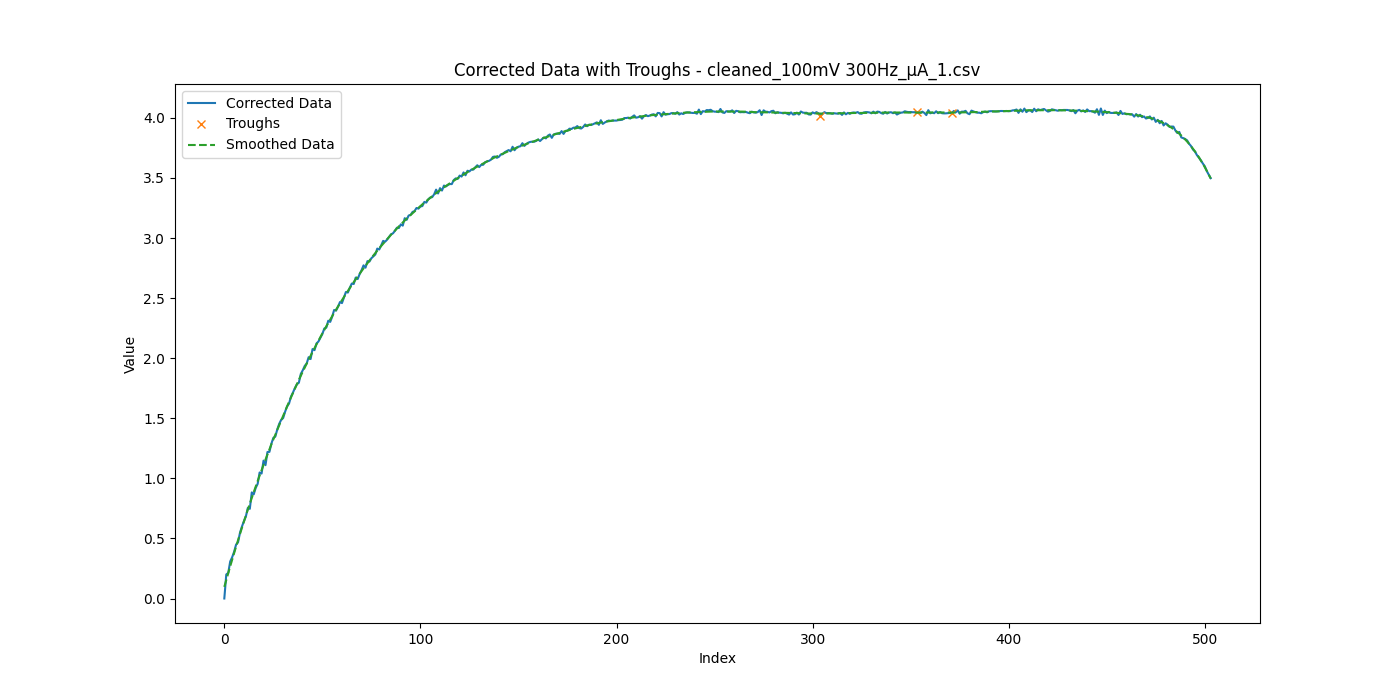 Corrected Data with Troughs - cleaned_100mV 300Hz_µA_1.csv
Corrected Data
Troughs
Smoothed Data
Value
4.0
3.5
3.0
2.5
2.0
1.5
1.0
0.5
0.0
0 100 200 300 400 500
Index